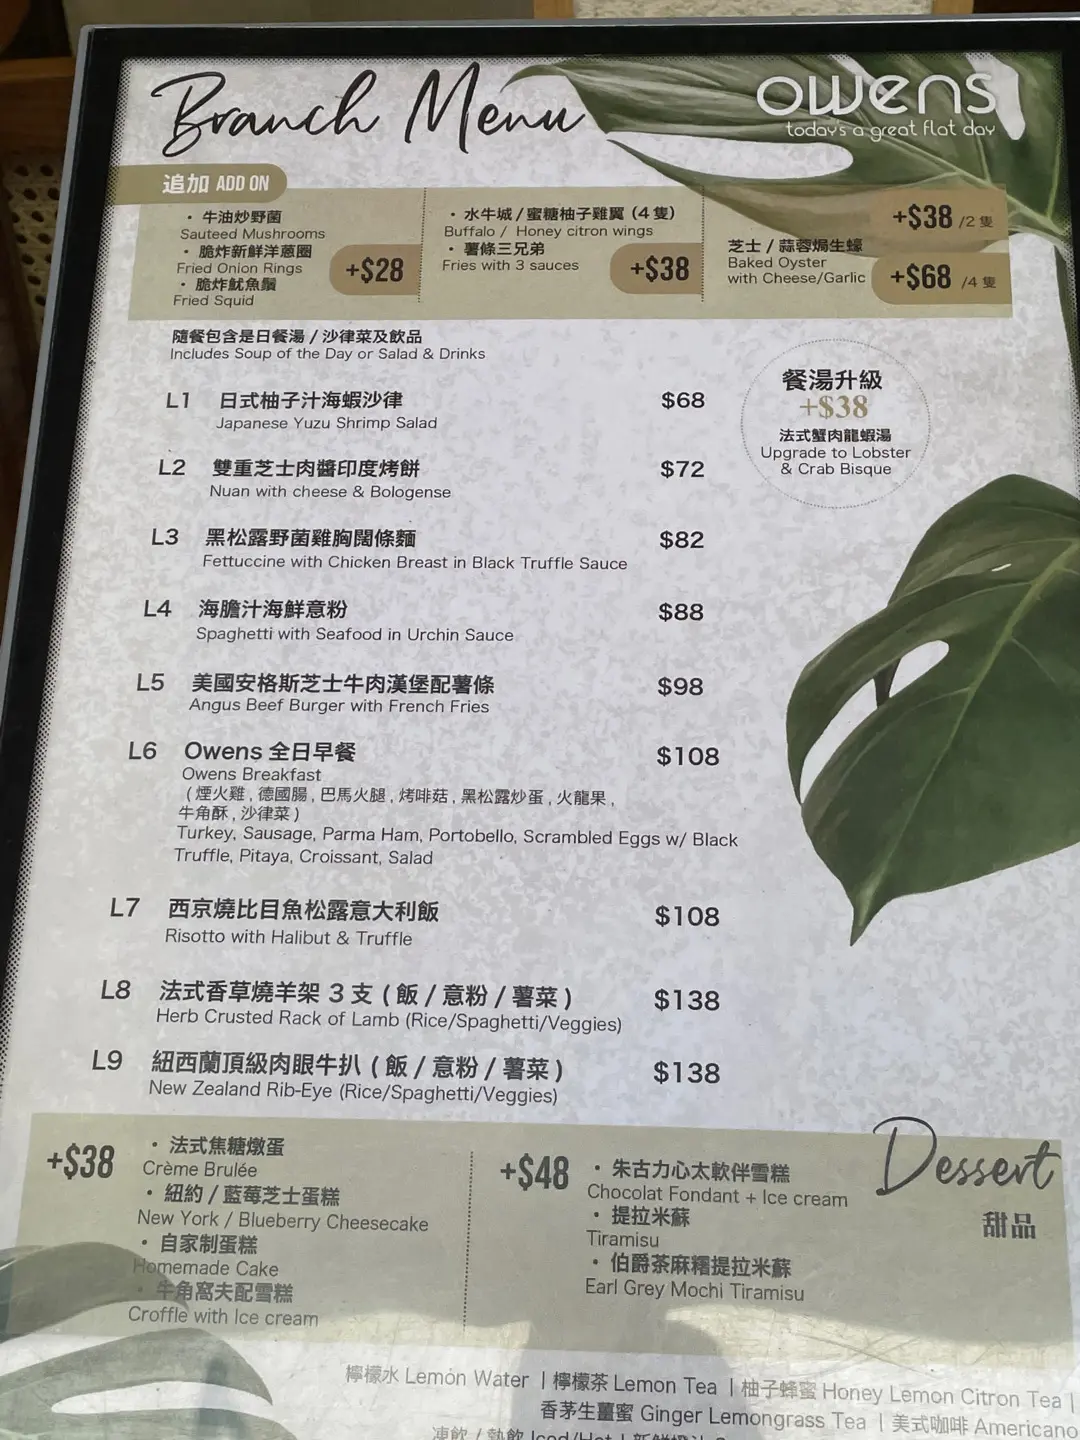 Branch Menu
owens
todays a great flat day
追加 ADD ON
・牛油炒野菌
Sauteed Mushrooms
・脆炸新鮮洋蔥圈
Fried Onion Rings
・脆炸魷魚鬚
Fried Squid
+$28
・水牛城 / 蜜糖柚子雞翼 (4 隻)
Buffalo / Honey citron wings
・薯條三兄弟
Fries with 3 sauces
+$38
芝士 / 蒜蓉焗生蠔
Baked Oyster
with Cheese/Garlic
+$38 /2 隻
+$68 /4 隻
隨餐包含是日餐湯 / 沙律菜及飲品
Includes Soup of the Day or Salad & Drinks
餐湯升級
+$38
法式蟹肉龍蝦湯
Upgrade to Lobster
& Crab Bisque
L1 日式柚子汁海蝦沙律 $68
Japanese Yuzu Shrimp Salad
L2 雙重芝士肉醬印度烤餅 $72
Nuan with cheese & Bologense
L3 黑松露野菌雞胸闊條麵 $82
Fettuccine with Chicken Breast in Black Truffle Sauce
L4 海膽汁海鮮意粉 $88
Spaghetti with Seafood in Urchin Sauce
L5 美國安格斯芝士牛肉漢堡配薯條 $98
Angus Beef Burger with French Fries
L6 Owens 全日早餐 $108
Owens Breakfast
(煙火雞, 德國腸, 巴馬火腿, 烤啡菇, 黑松露炒蛋, 火龍果,
牛角酥, 沙律菜)
Turkey, Sausage, Parma Ham, Portobello, Scrambled Eggs w/ Black
Truffle, Pitaya, Croissant, Salad
L7 西京燒比目魚松露意大利飯 $108
Risotto with Halibut & Truffle
L8 法式香草燒羊架 3 支 (飯 / 意粉 / 薯菜) $138
Herb Crusted Rack of Lamb (Rice/Spaghetti/Veggies)
L9 紐西蘭頂級肉眼牛扒 (飯 / 意粉 / 薯菜) $138
New Zealand Rib-Eye (Rice/Spaghetti/Veggies)
Dessert
甜品
+$38
・法式焦糖燉蛋
Crème Brulée
・紐約 / 藍莓芝士蛋糕
New York / Blueberry Cheesecake
・自家制蛋糕
Homemade Cake
・牛角窩夫配雪糕
Croffle with Ice cream
+$48
・朱古力心太軟伴雪糕
Chocolat Fondant + Ice cream
・提拉米蘇
Tiramisu
・伯爵茶麻糬提拉米蘇
Earl Grey Mochi Tiramisu
檸檬水 Lemon Water | 檸檬茶 Lemon Tea | 柚子蜂蜜 Honey Lemon Citron Tea |
香茅生薑蜜 Ginger Lemongrass Tea | 美式咖啡 Americano
凍飲 / 熱飲 Iced/Hot |